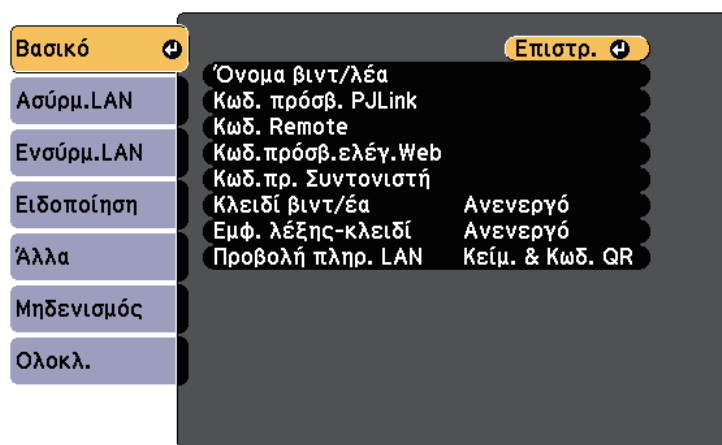 Βασικό
Ασύρμ.LAN
Ενσύρμ.LAN
Ειδοποίηση
Άλλα
Μηδενισμός
Ολοκλ.
Επιστρ.
Όνομα βιντ/λέα
Κωδ. πρόσβ. PJLink
Κωδ. Remote
Κωδ.πρόσβ.ελέγ.Web
Κωδ.πρ. Συντονιστή
Κλειδί βιντ/έα Ανενεργό
Εμφ. λέξης-κλειδί Ανενεργό
Προβολή πληρ. LAN Κείμ. & Κωδ. QR